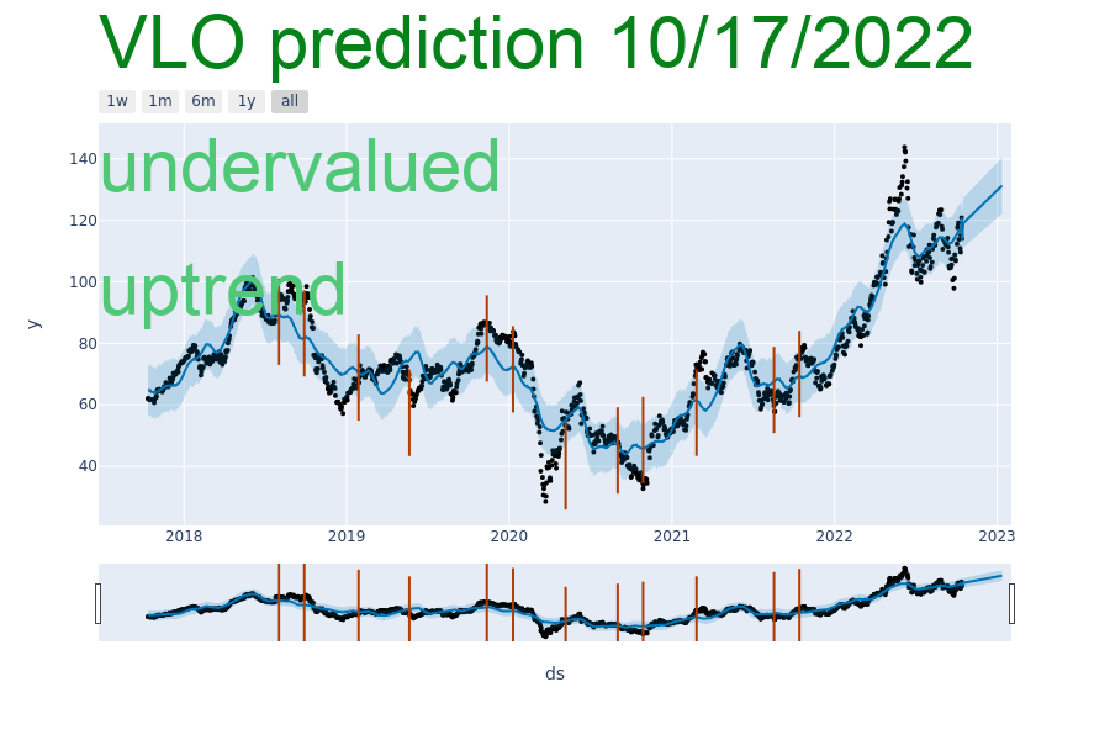 VLO prediction 10/17/2022
1w 1m 6m 1y all
undervalued
uptrend
140
120
100
80
60
40
y
2018 2019 2020 2021 2022 2023
ds